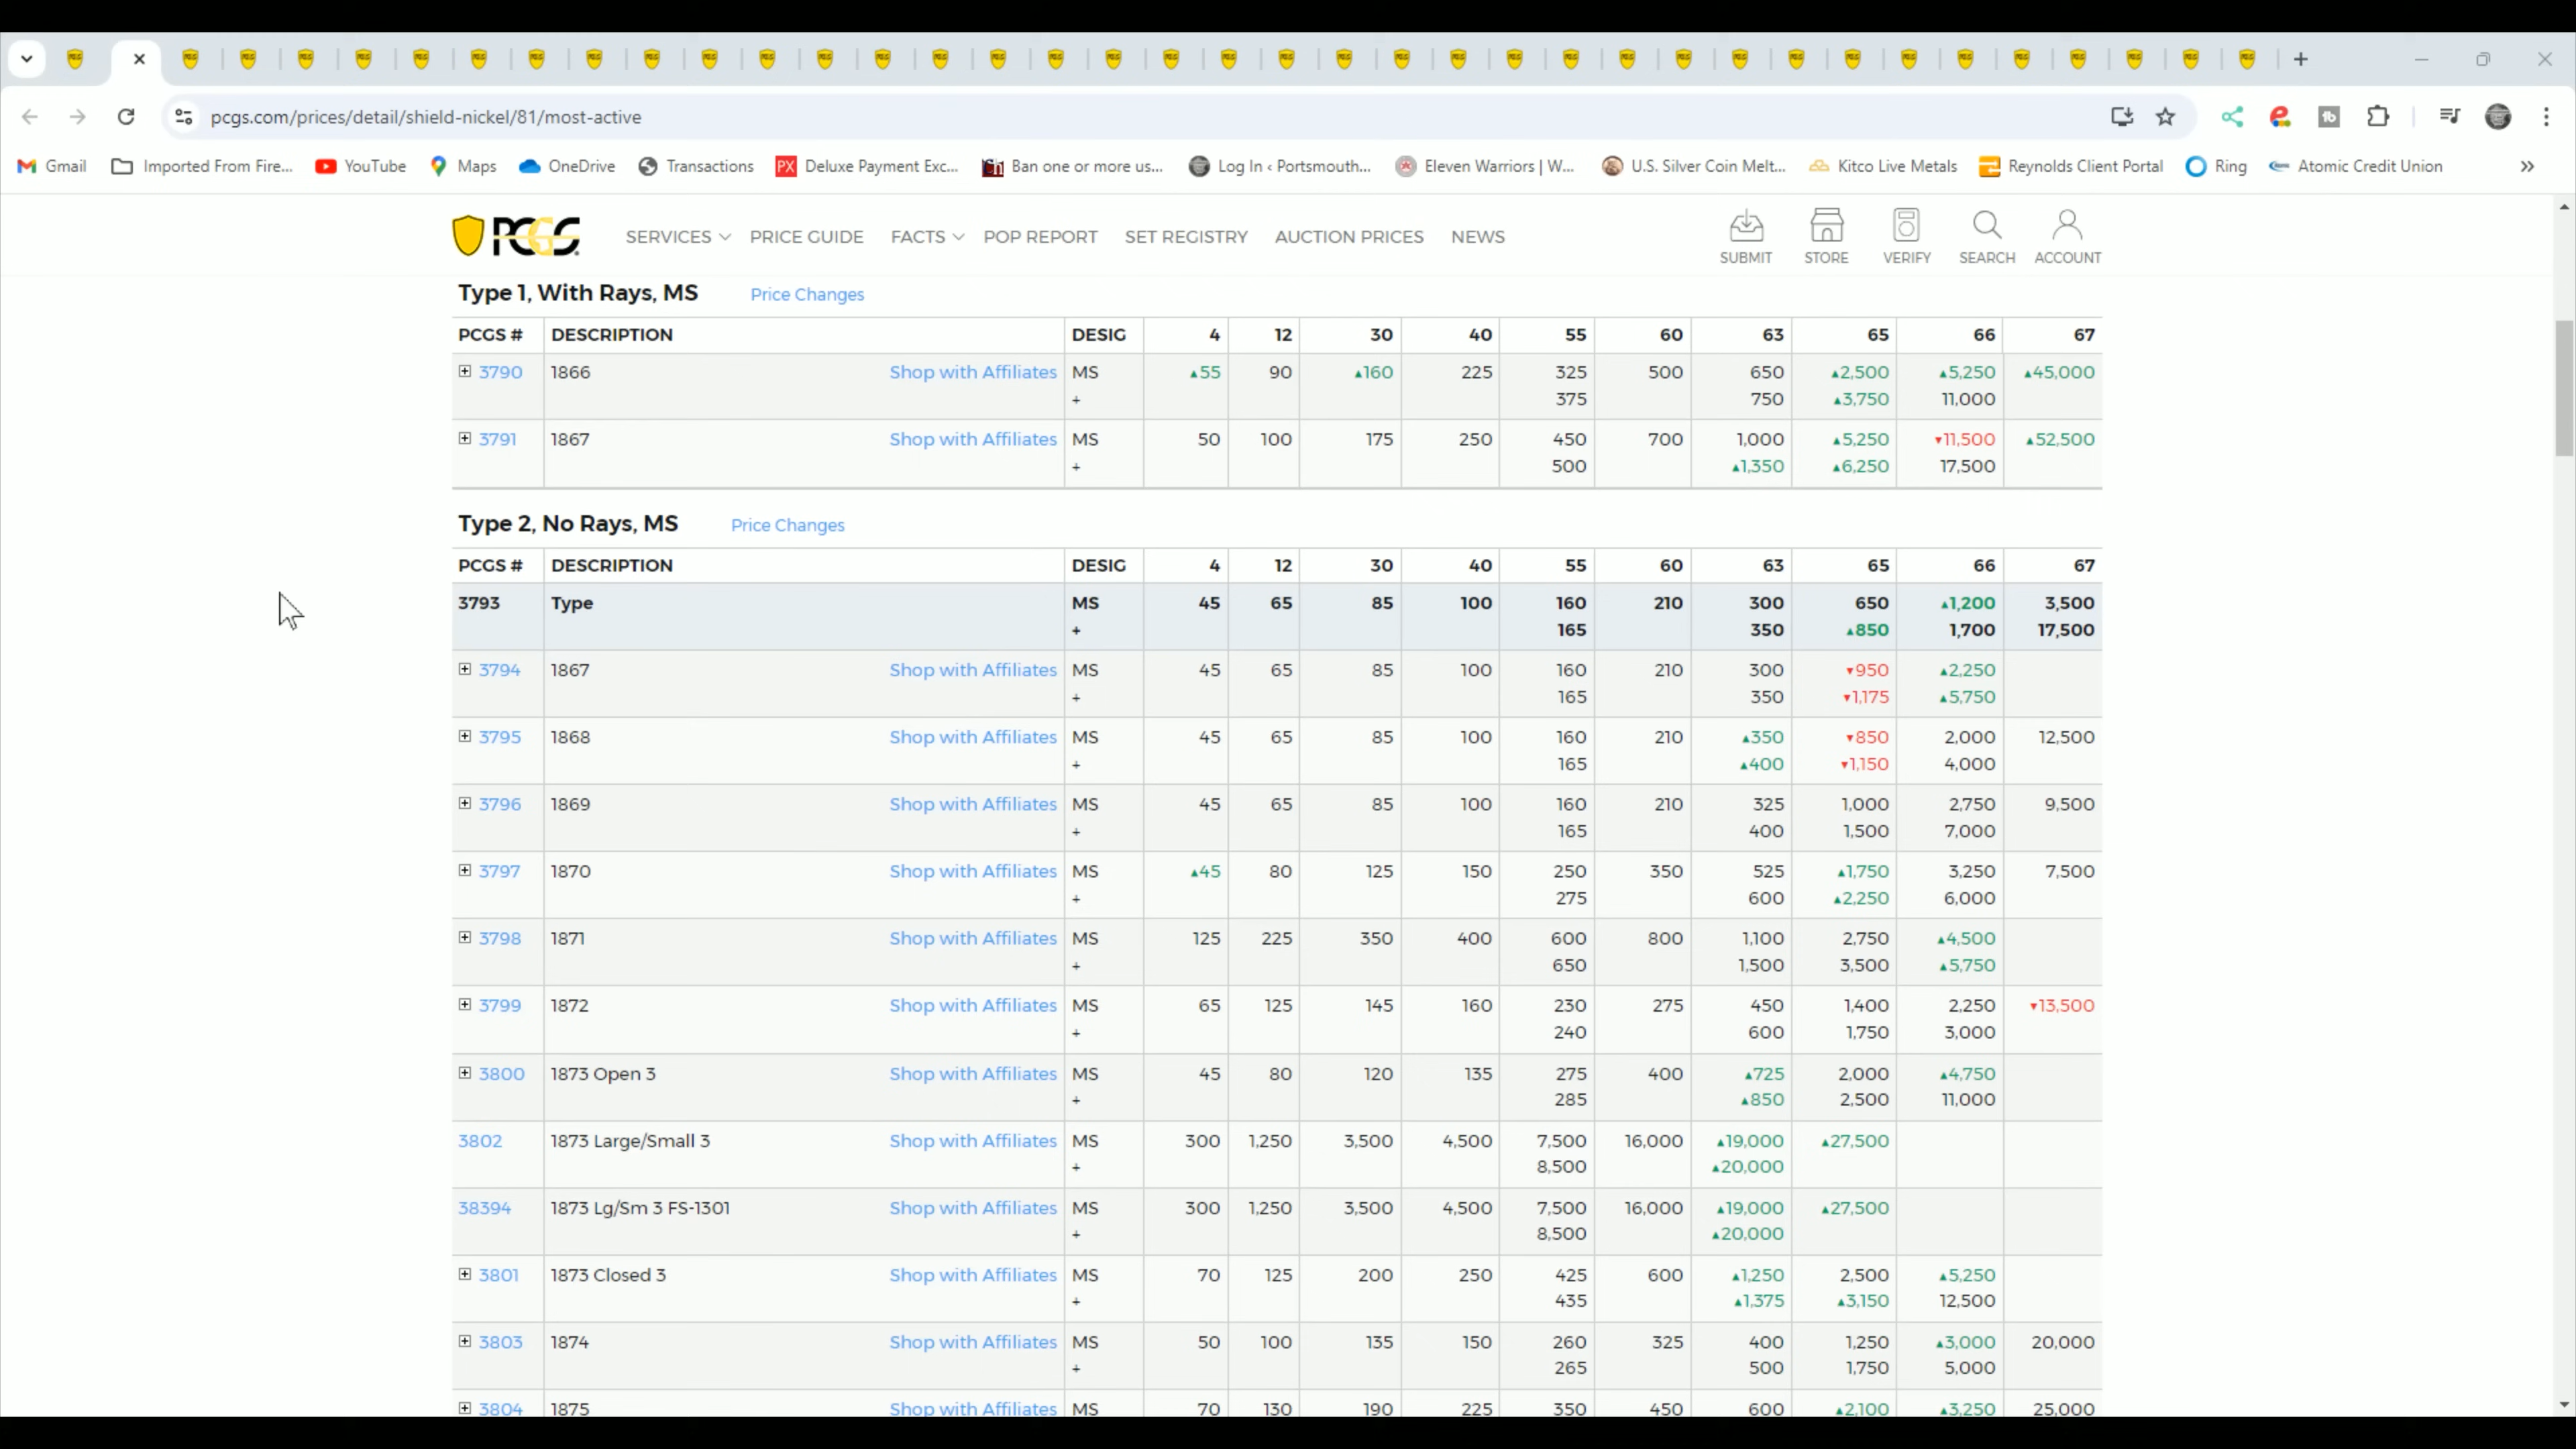 pcgs.com/prices/detail/shield-nickel/81/most-active
Gmail Imported From Fire... YouTube Maps OneDrive Transactions Deluxe Payment Exc... Ban one or more us... Log In ‹ Portsmouth... Eleven Warriors | W... U.S. Silver Coin Melt... Kitco Live Metals Reynolds Client Portal Ring Atomic Credit Union »
PCGS SERVICES PRICE GUIDE FACTS POP REPORT SET REGISTRY AUCTION PRICES NEWS SUBMIT STORE VERIFY SEARCH ACCOUNT
Type 1, With Rays, MS Price Changes
PCGS # DESCRIPTION DESIG 4 12 30 40 55 60 63 65 66 67
3790 1866 Shop with Affiliates MS ▲55 90 ▲160 225 325 500 650 ▲2,500 ▲5,250 ▲45,000
+ 375 750 ▲3,750 11,000
3791 1867 Shop with Affiliates MS 50 100 175 250 450 700 1,000 ▲5,250 ▼11,500 ▲52,500
+ 500 ▲1,350 ▲6,250 17,500
Type 2, No Rays, MS Price Changes
PCGS # DESCRIPTION DESIG 4 12 30 40 55 60 63 65 66 67
3793 Type MS 45 65 85 100 160 210 300 650 ▲1,200 3,500
+ 165 350 ▲850 1,700 17,500
3794 1867 Shop with Affiliates MS 45 65 85 100 160 210 300 ▼950 ▲2,250
+ 165 350 ▼1,175 ▲5,750
3795 1868 Shop with Affiliates MS 45 65 85 100 160 210 ▲350 ▼850 2,000 12,500
+ 165 ▲400 ▼1,150 4,000
3796 1869 Shop with Affiliates MS 45 65 85 100 160 210 325 1,000 2,750 9,500
+ 165 400 1,500 7,000
3797 1870 Shop with Affiliates MS ▲45 80 125 150 250 350 525 ▲1,750 3,250 7,500
+ 275 600 ▲2,250 6,000
3798 1871 Shop with Affiliates MS 125 225 350 400 600 800 1,100 2,750 ▲4,500
+ 650 1,500 3,500 ▲5,750
3799 1872 Shop with Affiliates MS 65 125 145 160 230 275 450 1,400 2,250 ▼13,500
+ 240 600 1,750 3,000
3800 1873 Open 3 Shop with Affiliates MS 45 80 120 135 275 400 ▲725 2,000 ▲4,750
+ 285 ▲850 2,500 11,000
3802 1873 Large/Small 3 Shop with Affiliates MS 300 1,250 3,500 4,500 7,500 16,000 ▲19,000 ▲27,500
+ 8,500 ▲20,000
38394 1873 Lg/Sm 3 FS-1301 Shop with Affiliates MS 300 1,250 3,500 4,500 7,500 16,000 ▲19,000 ▲27,500
+ 8,500 ▲20,000
3801 1873 Closed 3 Shop with Affiliates MS 70 125 200 250 425 600 ▲1,250 2,500 ▲5,250
+ 435 ▲1,375 ▲3,150 12,500
3803 1874 Shop with Affiliates MS 50 100 135 150 260 325 400 1,250 ▲3,000 20,000
+ 265 500 1,750 5,000
3804 1875 Shop with Affiliates MS 70 130 190 225 350 450 600 ▲2,100 ▲3,250 25,000